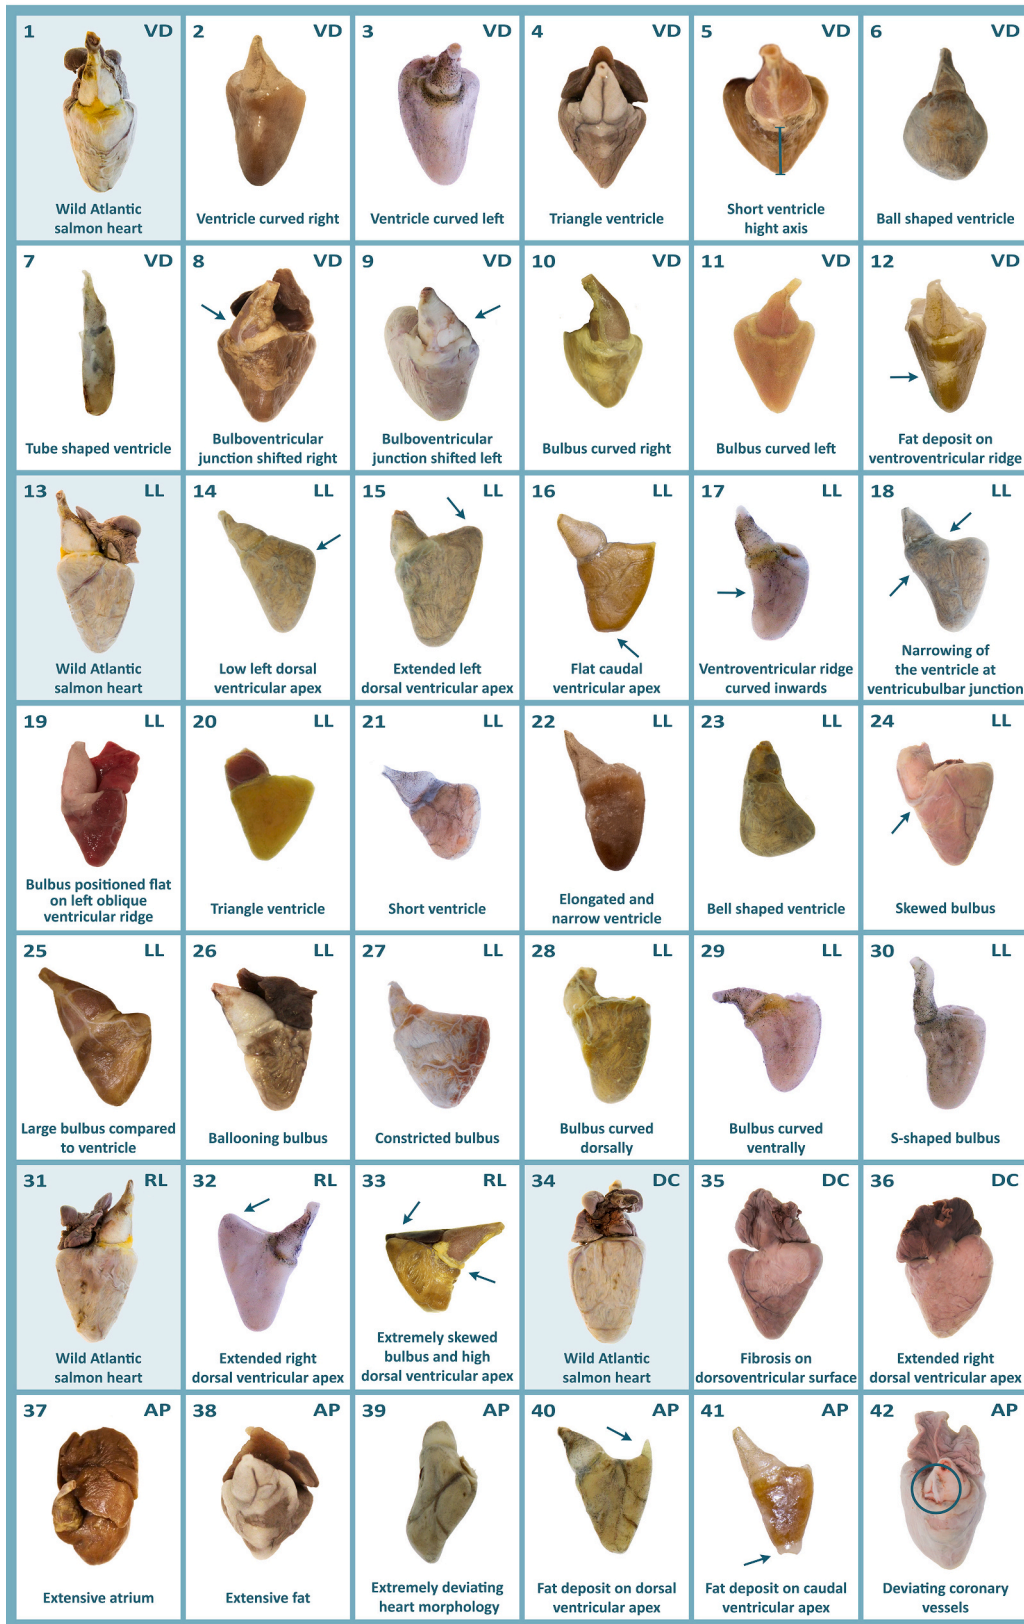 1 VD
Wild Atlantic
salmon heart
2 VD
Ventricle curved right
3 VD
Ventricle curved left
4 VD
Triangle ventricle
5 VD
Short ventricle
hight axis
6 VD
Ball shaped ventricle
7 VD
Tube shaped ventricle
8 VD
Bulboventricular
junction shifted right
9 VD
Bulboventricular
junction shifted left
10 VD
Bulbus curved right
11 VD
Bulbus curved left
12 VD
Fat deposit on
ventroventricular ridge
13 LL
Wild Atlantic
salmon heart
14 LL
Low left dorsal
ventricular apex
15 LL
Extended left
dorsal ventricular apex
16 LL
Flat caudal
ventricular apex
17 LL
Ventroventricular ridge
curved inwards
18 LL
Narrowing of
the ventricle at
ventricubulbar junction
19 LL
Bulbus positioned flat
on left oblique
ventricular ridge
20 LL
Triangle ventricle
21 LL
Short ventricle
22 LL
Elongated and
narrow ventricle
23 LL
Bell shaped ventricle
24 LL
Skewed bulbus
25 LL
Large bulbus compared
to ventricle
26 LL
Ballooning bulbus
27 LL
Constricted bulbus
28 LL
Bulbus curved
dorsally
29 LL
Bulbus curved
ventrally
30 LL
S-shaped bulbus
31 RL
Wild Atlantic
salmon heart
32 RL
Extended right
dorsal ventricular apex
33 RL
Extremely skewed
bulbus and high
dorsal ventricular apex
34 DC
Wild Atlantic
salmon heart
35 DC
Fibrosis on
dorsoventricular surface
36 DC
Extended right
dorsal ventricular apex
37 AP
Extensive atrium
38 AP
Extensive fat
39 AP
Extremely deviating
heart morphology
40 AP
Fat deposit on dorsal
ventricular apex
41 AP
Fat deposit on caudal
ventricular apex
42 AP
Deviating coronary
vessels